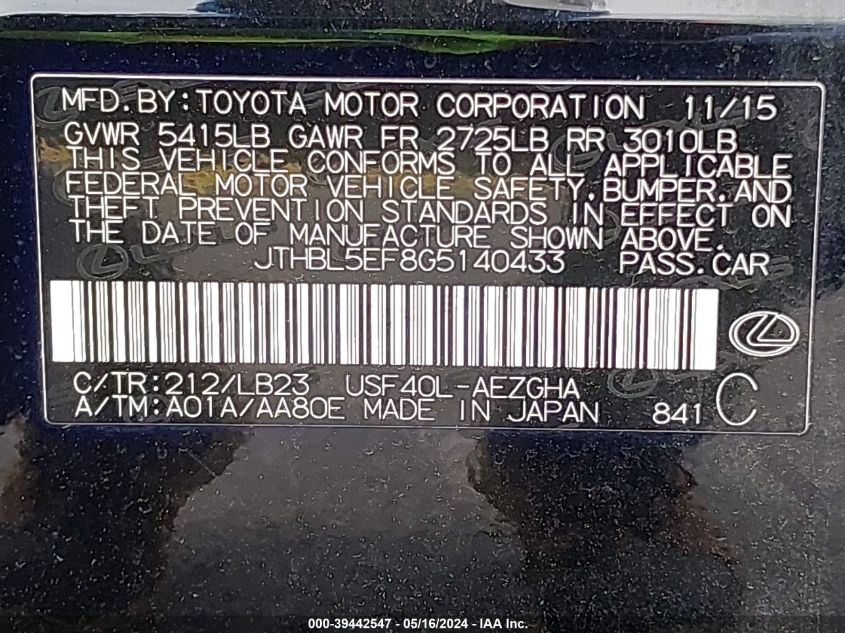 MFD.BY:TOYOTA MOTOR CORPORATION 11/15
GVWR 5415LB GAWR FR 2725LB RR 3010LB
THIS VEHICLE CONFORMS TO ALL APPLICABLE
FEDERAL MOTOR VEHICLE SAFETY,BUMPER,AND
THEFT PREVENTION STANDARDS IN EFFECT ON
THE DATE OF MANUFACTURE SHOWN ABOVE.
JTHBL5EF8G5140433 PASS.CAR
C/TR:212/LB23 USF40L-AEZGHA
A/TM:A01A/AA80E MADE IN JAPAN 841 C
000-39442547 - 05/16/2024 - IAA Inc.